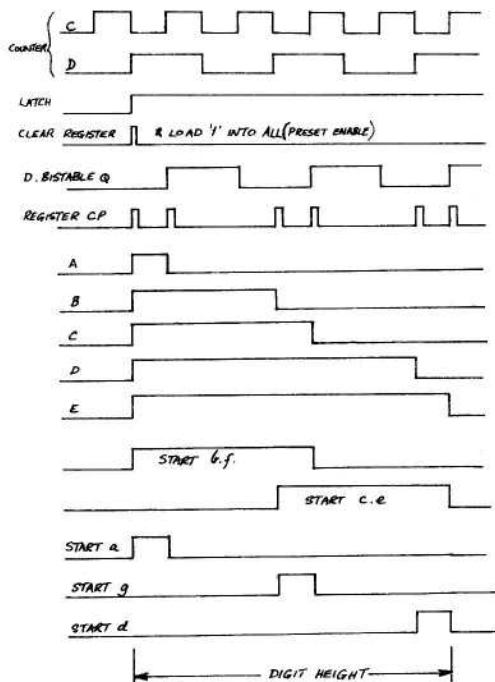 C
COUNTER
D
LATCH
CLEAR REGISTER & LOAD '1' INTO ALL (PRESET ENABLE)
D. BISTABLE Q
REGISTER CP
A
B
C
D
E
START b.f.
START c.e
START a
START g
START d
DIGIT HEIGHT